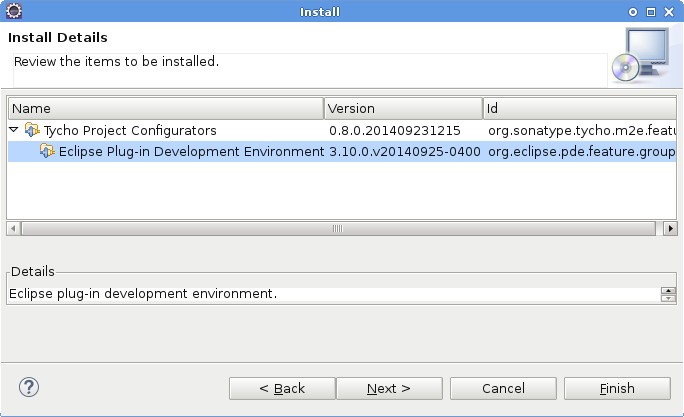 Install
Install Details
Review the items to be installed.
Name Version Id
Tycho Project Configurators 0.8.0.201409231215 org.sonatype.tycho.m2e.featu
Eclipse Plug-in Development Environment 3.10.0.v20140925-0400 org.eclipse.pde.feature.group
Details
Eclipse plug-in development environment.
? < Back Next > Cancel Finish